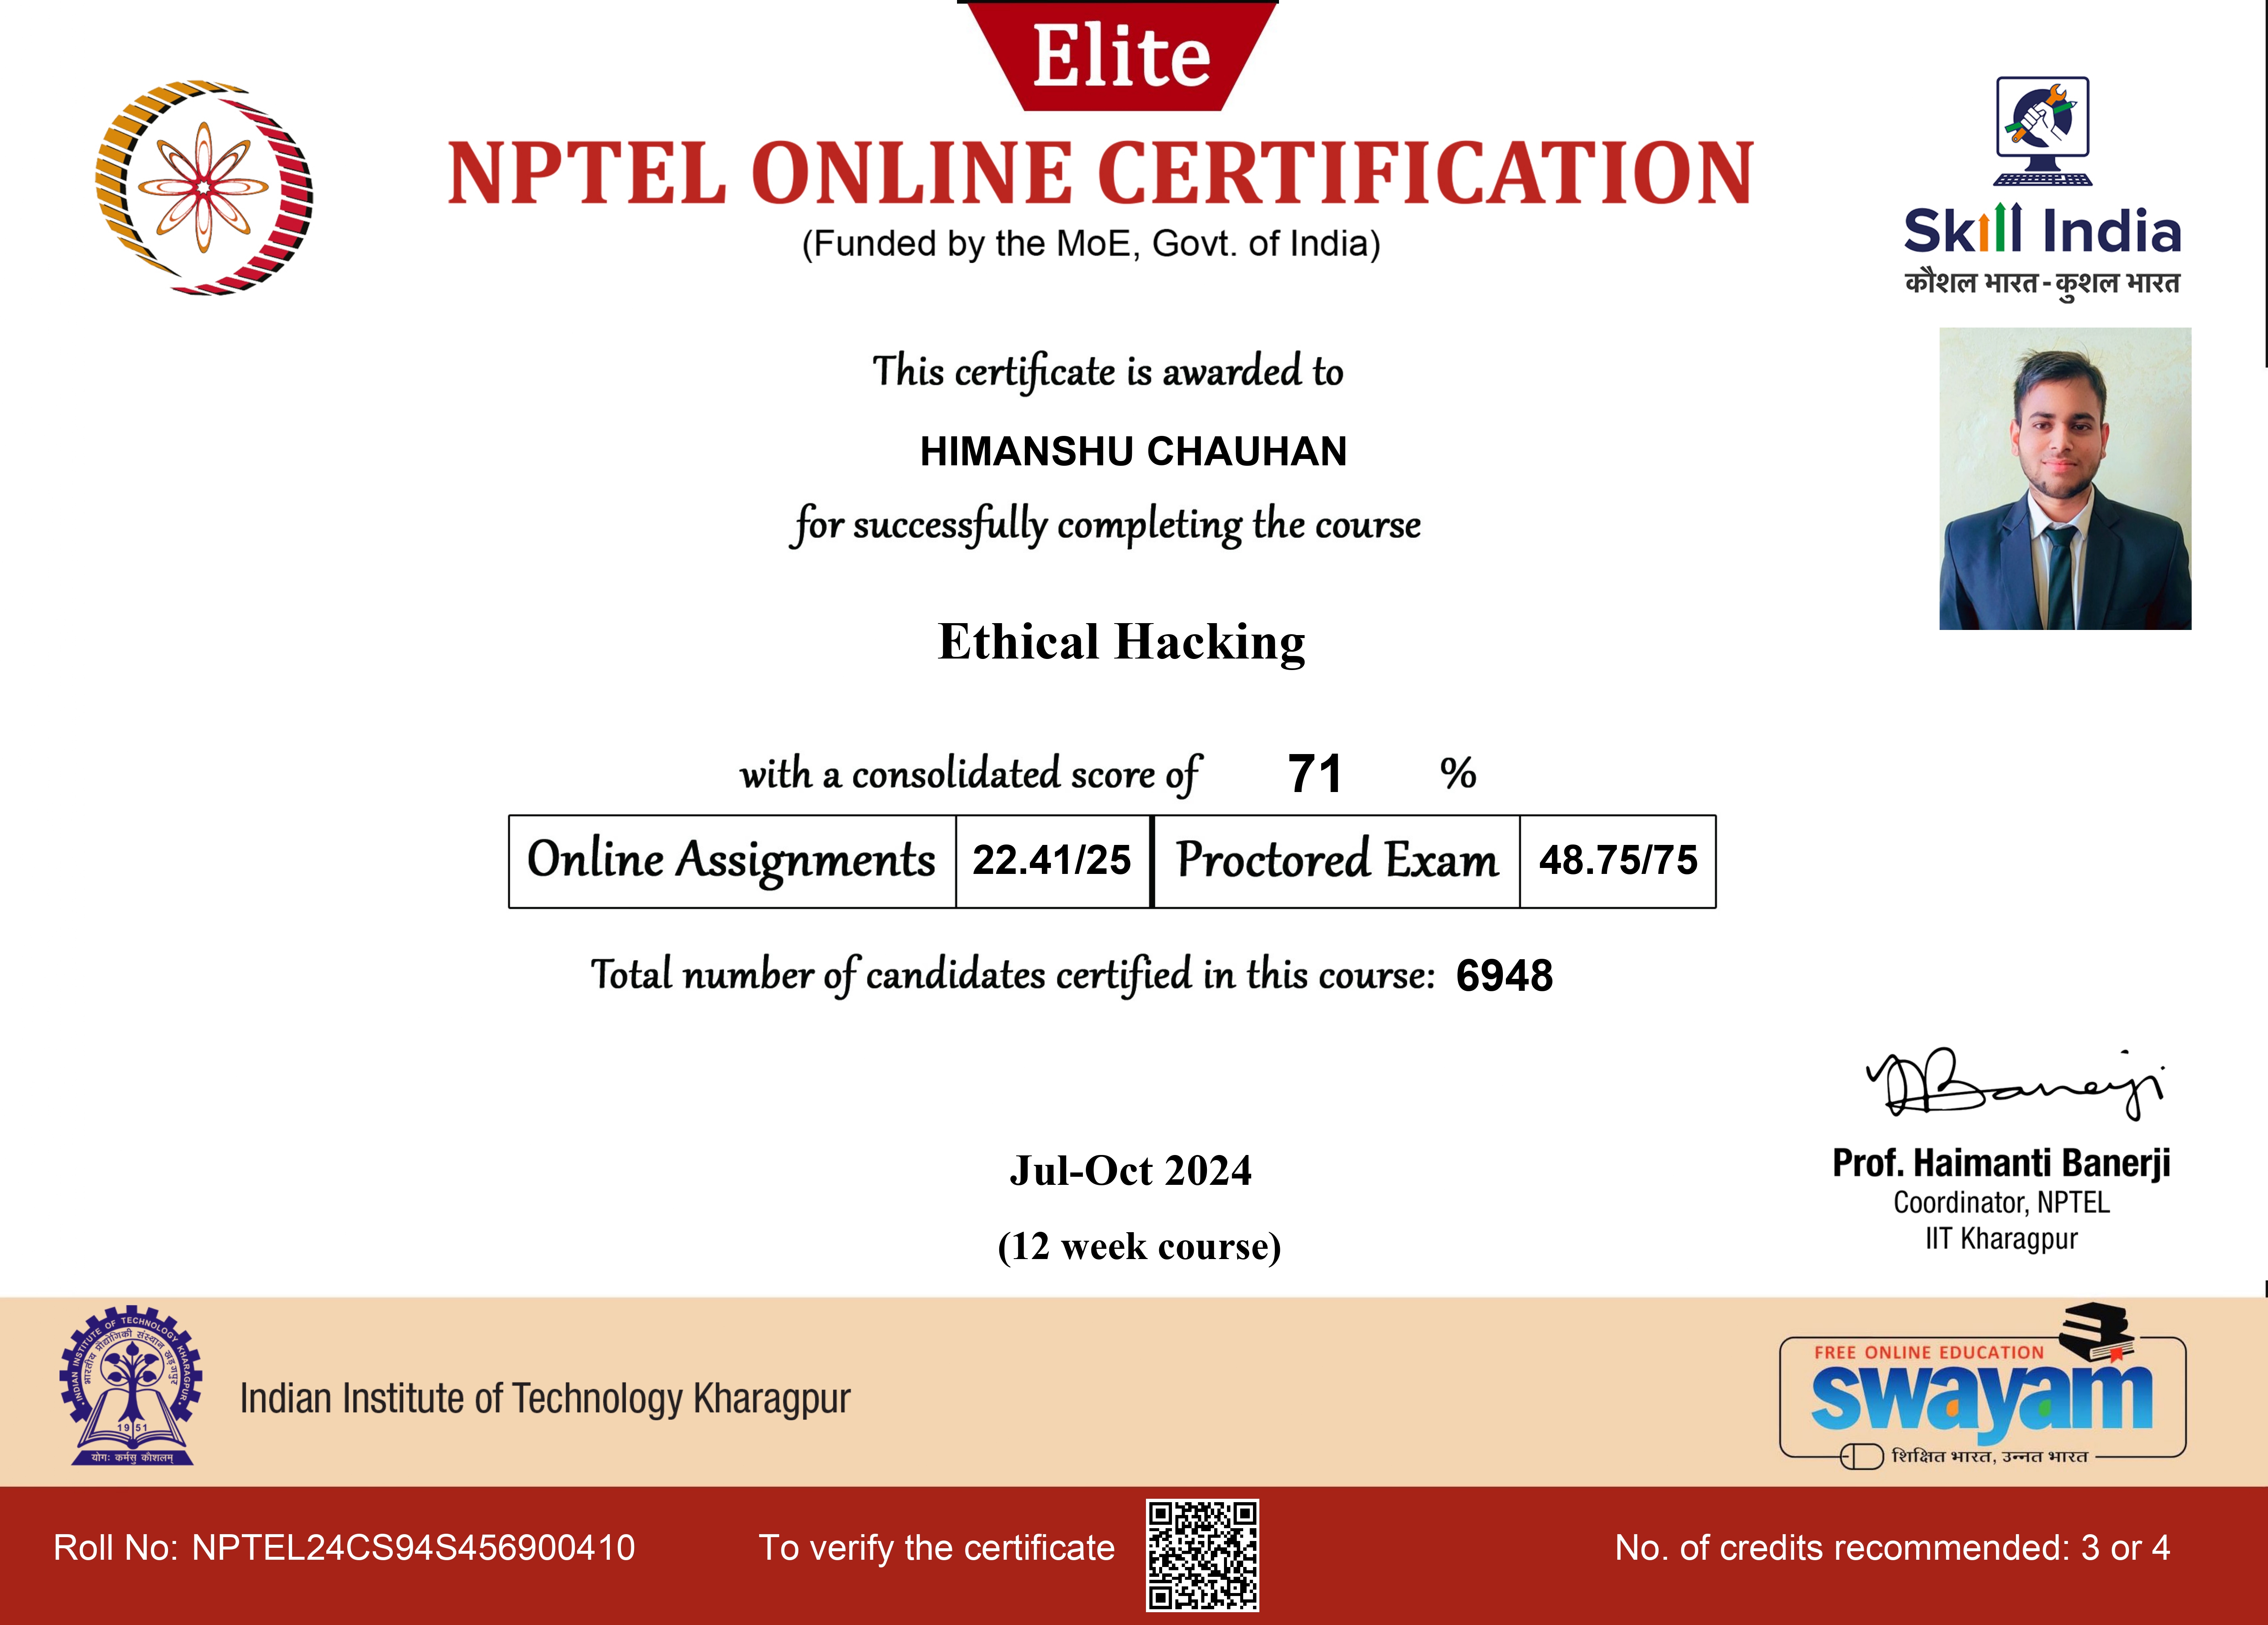 Elite
NPTEL ONLINE CERTIFICATION
(Funded by the MoE, Govt. of India)
Skill India
कौशल भारत - कुशल भारत
This certificate is awarded to
HIMANSHU CHAUHAN
for successfully completing the course
Ethical Hacking
with a consolidated score of 71 %
Online Assignments 22.41/25 Proctored Exam 48.75/75
Total number of candidates certified in this course: 6948
Banerji
Prof. Haimanti Banerji
Coordinator, NPTEL
IIT Kharagpur
Jul-Oct 2024
(12 week course)
INDIAN INSTITUTE OF TECHNOLOGY KHARAGPUR
भारतीय प्रौद्योगिकी संस्थान खड़गपुर
1951
योगः कर्मसु कौशलम्
Indian Institute of Technology Kharagpur
FREE ONLINE EDUCATION
swayam
शिक्षित भारत, उन्नत भारत
Roll No: NPTEL24CS94S456900410
To verify the certificate
No. of credits recommended: 3 or 4